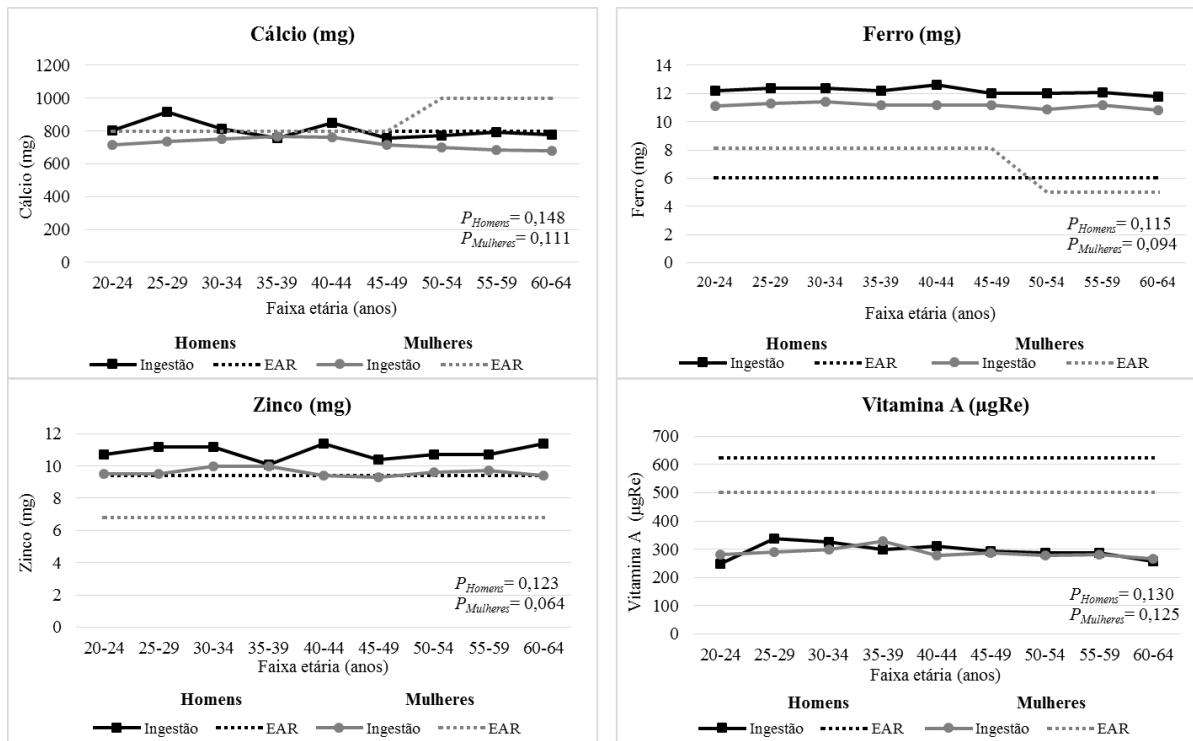 Cálcio (mg)
1200
1000
800
600
400
200
0
Cálcio (mg)
P Homens= 0,148
P Mulheres= 0,111
20-24 25-29 30-34 35-39 40-44 45-49 50-54 55-59 60-64
Faixa etária (anos)
Homens Mulheres
Ingestão EAR Ingestão EAR
Ferro (mg)
14
12
10
8
6
4
2
0
Ferro (mg)
P Homens= 0,115
P Mulheres= 0,094
20-24 25-29 30-34 35-39 40-44 45-49 50-54 55-59 60-64
Faixa etária (anos)
Homens Mulheres
Ingestão EAR Ingestão EAR
Zinco (mg)
12
10
8
6
4
2
0
Zinco (mg)
P Homens= 0,123
P Mulheres= 0,064
20-24 25-29 30-34 35-39 40-44 45-49 50-54 55-59 60-64
Faixa etária (anos)
Homens Mulheres
Ingestão EAR Ingestão EAR
Vitamina A (µgRe)
700
600
500
400
300
200
100
0
Vitamina A (µgRe)
P Homens= 0,130
P Mulheres= 0,125
20-24 25-29 30-34 35-39 40-44 45-49 50-54 55-59 60-64
Faixa etária (anos)
Homens Mulheres
Ingestão EAR Ingestão EAR